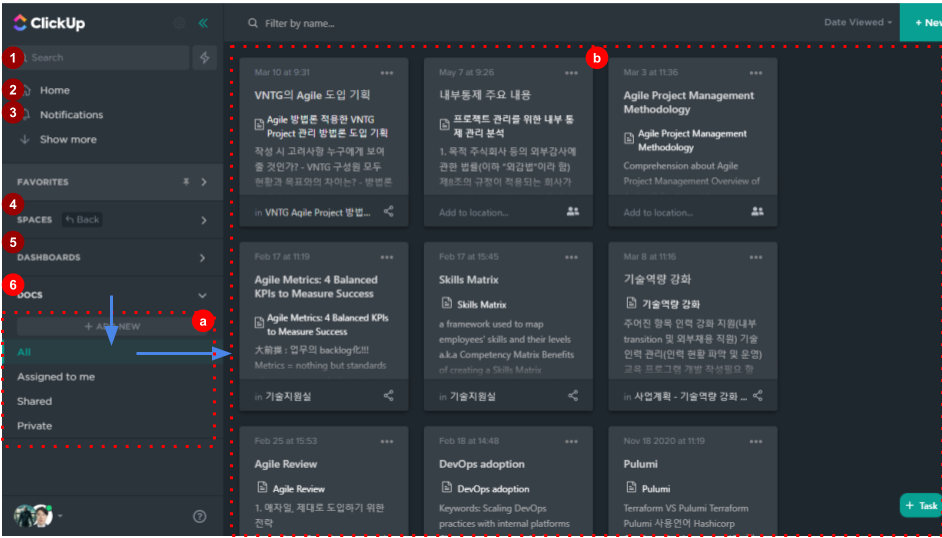 ClickUp
1
Search
2
Home
3
Notifications
Show more
FAVORITES
4
SPACES
Back
5
DASHBOARDS
6
DOCS
a
All
Assigned to me
Shared
Private
Filter by name...
Date Viewed
+ New
b
Mar 10 at 9:31
VNTG의 Agile 도입 기획
Agile 방법론 적용한 VNTG
Project 관리 방법론 도입 기획
작성 시 고려사항 누구에게 보여
줄 것인가? - VNTG 구성원 모두
현황과 목표와의 차이는? - 방법론
in VNTG Agile Project 방법...
May 7 at 9:26
내부통제 주요 내용
프로젝트 관리를 위한 내부 통
제 관리 분석
1. 목적 주식회사 등의 외부감사에
관한 법률(이하 "외감법"이라 함)
제8조의 규정이 적용되는 회사가
Add to location...
Mar 3 at 11:36
Agile Project Management
Methodology
Agile Project Management
Methodology
Comprehension about Agile
Project Management Overview of
Add to location...
Feb 17 at 11:19
Agile Metrics: 4 Balanced
KPIs to Measure Success
Agile Metrics: 4 Balanced KPIs
to Measure Success
: 업무의 backlog化!!!
Metrics = nothing but standards
in 기술지원실
Feb 17 at 15:45
Skills Matrix
Skills Matrix
a framework used to map
employees' skills and their levels
a.k.a Competency Matrix Benefits
of creating a Skills Matrix
in 기술지원실
Mar 8 at 11:16
기술역량 강화
기술역량 강화
주어진 항목 인력 강화 지원(내부
transition 및 외부채용 직원) 기술
인력 관리(인력 현황 파악 및 운영)
교육 프로그램 개발 작성필요 항
in 사업계획 - 기술역량 강화 ...
Feb 25 at 15:53
Agile Review
Agile Review
1. 애자일, 제대로 도입하기 위한
전략
Feb 18 at 14:48
DevOps adoption
DevOps adoption
Keywords: Scaling DevOps
practices with internal platforms
Nov 18 2020 at 11:19
Pulumi
Pulumi
Terraform VS Pulumi Terraform
Pulumi 사용언어 Hashicorp
+ Task